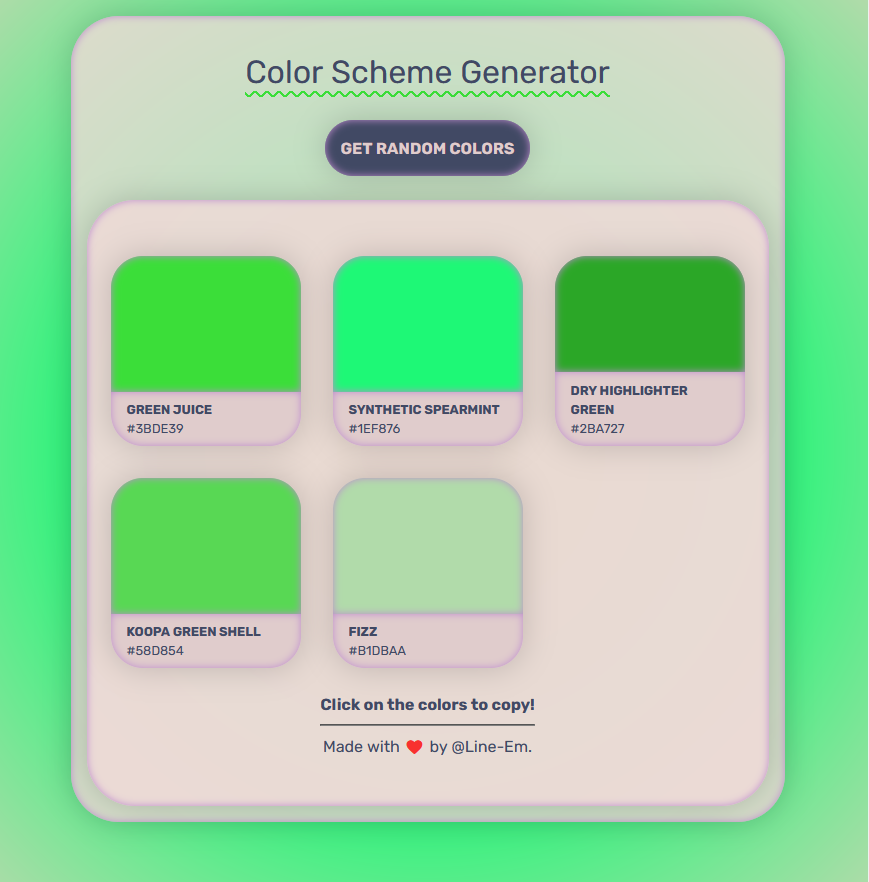 Color Scheme Generator
GET RANDOM COLORS
GREEN JUICE
#3BDE39
SYNTHETIC SPEARMINT
#1EF876
DRY HIGHLIGHTER
GREEN
#2BA727
KOOPA GREEN SHELL
#58D854
FIZZ
#B1DBAA
Click on the colors to copy!
Made with ❤ by @Line-Em.